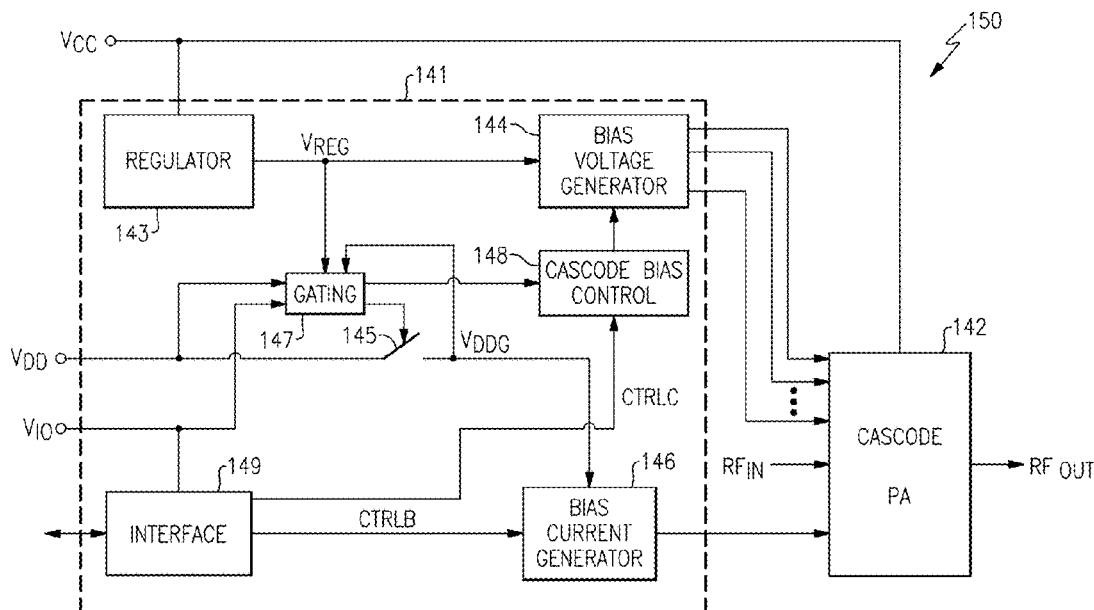 150
VCC
141
REGULATOR
143
VREG
144
BIAS
VOLTAGE
GENERATOR
148
CASCODE BIAS
CONTROL
GATING
147
145
VDD
VDDG
142
CTRLC
VIO
CASCODE
PA
149
146
RFIN
RF OUT
INTERFACE
CTRLB
BIAS
CURRENT
GENERATOR